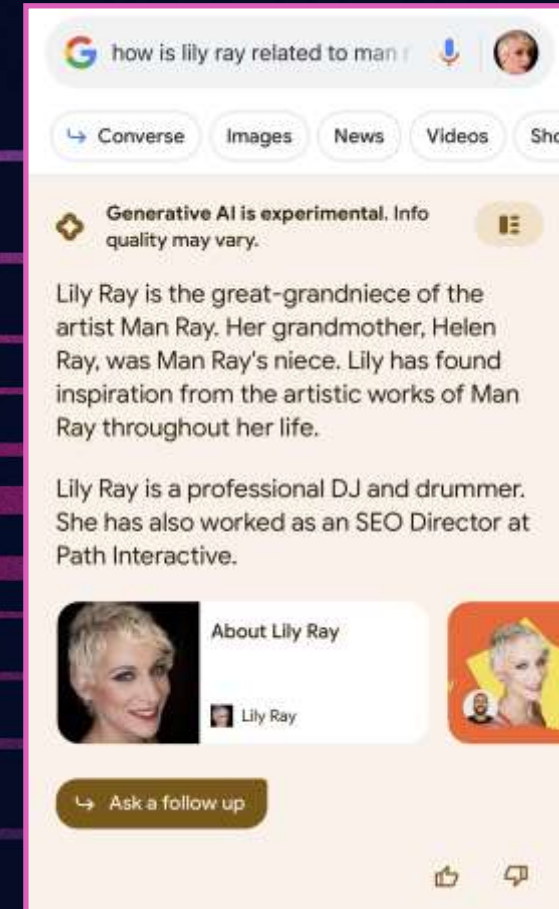 how is lily ray related to man
Converse Images News Videos
Generative AI is experimental. Info
quality may vary.
Lily Ray is the great-grandniece of the
artist Man Ray. Her grandmother, Helen
Ray, was Man Ray's niece. Lily has found
inspiration from the artistic works of Man
Ray throughout her life.
Lily Ray is a professional DJ and drummer.
She has also worked as an SEO Director at
Path Interactive.
About Lily Ray
Lily Ray
Ask a follow up